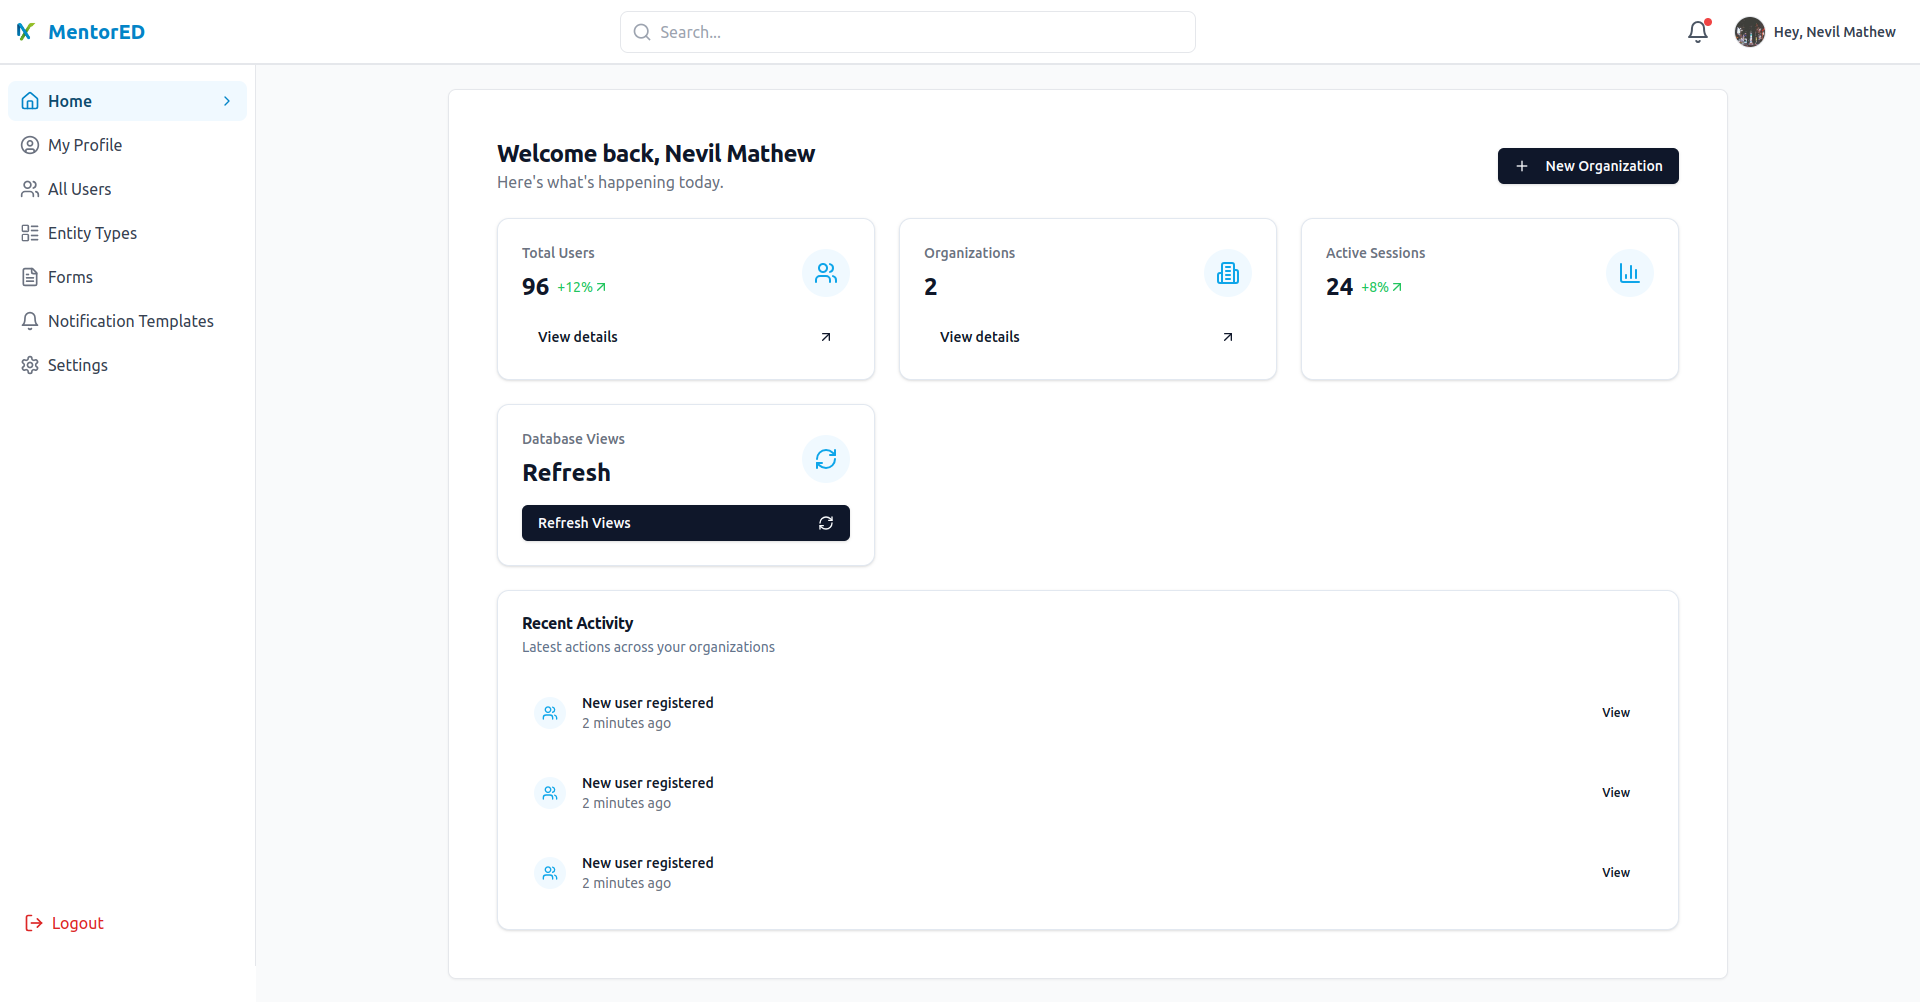 MentorED
Search...
Hey, Nevil Mathew
Home
My Profile
All Users
Entity Types
Forms
Notification Templates
Settings
Logout
Welcome back, Nevil Mathew
Here's what's happening today.
New Organization
Total Users
96 +12%
View details
Organizations
2
View details
Active Sessions
24 +8%
Database Views
Refresh
Refresh Views
Recent Activity
Latest actions across your organizations
New user registered
2 minutes ago
View
New user registered
2 minutes ago
View
New user registered
2 minutes ago
View